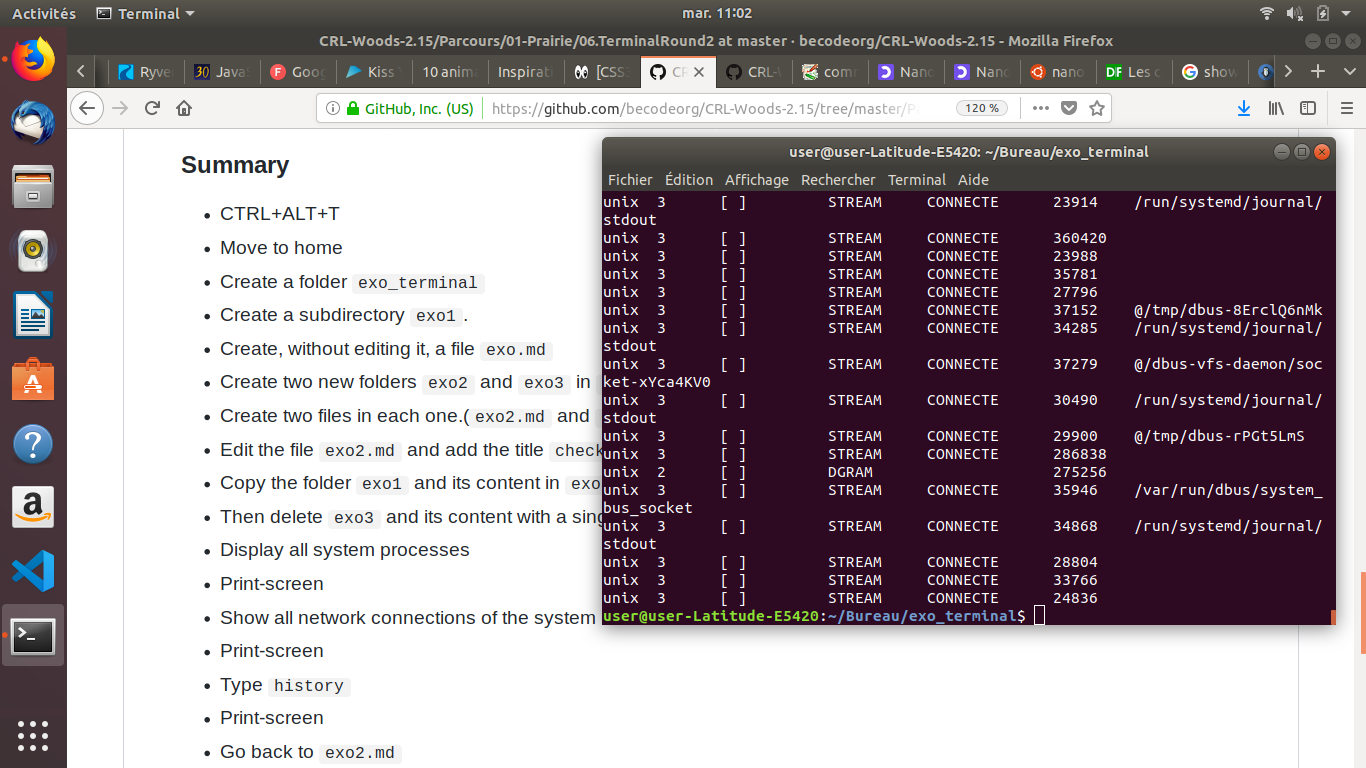 Activités Terminal mar. 11:02
CRL-Woods-2.15/Parcours/01-Prairie/06.TerminalRound2 at master · becodeorg/CRL-Woods-2.15 - Mozilla Firefox
Ryve 30 Java F Goog Kiss 10 anim Inspirati [CSS CR CRL- com Nano Nano nano DF Les c show
GitHub, Inc. (US) https://github.com/becodeorg/CRL-Woods-2.15/tree/master/P 120 %
Summary
CTRL+ALT+T
Move to home
Create a folder exo_terminal
Create a subdirectory exo1 .
Create, without editing it, a file exo.md
Create two new folders exo2 and exo3 in
Create two files in each one.( exo2.md and
Edit the file exo2.md and add the title check
Copy the folder exo1 and its content in exo
Then delete exo3 and its content with a sing
Display all system processes
Print-screen
Show all network connections of the system
Print-screen
Type history
Print-screen
Go back to exo2.md
user@user-Latitude-E5420: ~/Bureau/exo_terminal
Fichier Édition Affichage Rechercher Terminal Aide
unix 3 [ ] STREAM CONNECTE 23914 /run/systemd/journal/
stdout
unix 3 [ ] STREAM CONNECTE 360420
unix 3 [ ] STREAM CONNECTE 23988
unix 3 [ ] STREAM CONNECTE 35781
unix 3 [ ] STREAM CONNECTE 27796
unix 3 [ ] STREAM CONNECTE 37152 @/tmp/dbus-8ErclQ6nMk
unix 3 [ ] STREAM CONNECTE 34285 /run/systemd/journal/
stdout
unix 3 [ ] STREAM CONNECTE 37279 @/dbus-vfs-daemon/soc
ket-xYca4KV0
unix 3 [ ] STREAM CONNECTE 30490 /run/systemd/journal/
stdout
unix 3 [ ] STREAM CONNECTE 29900 @/tmp/dbus-rPGt5LmS
unix 3 [ ] STREAM CONNECTE 286838
unix 2 [ ] DGRAM 275256
unix 3 [ ] STREAM CONNECTE 35946 /var/run/dbus/system_
bus_socket
unix 3 [ ] STREAM CONNECTE 34868 /run/systemd/journal/
stdout
unix 3 [ ] STREAM CONNECTE 28804
unix 3 [ ] STREAM CONNECTE 33766
unix 3 [ ] STREAM CONNECTE 24836
user@user-Latitude-E5420:~/Bureau/exo_terminal$